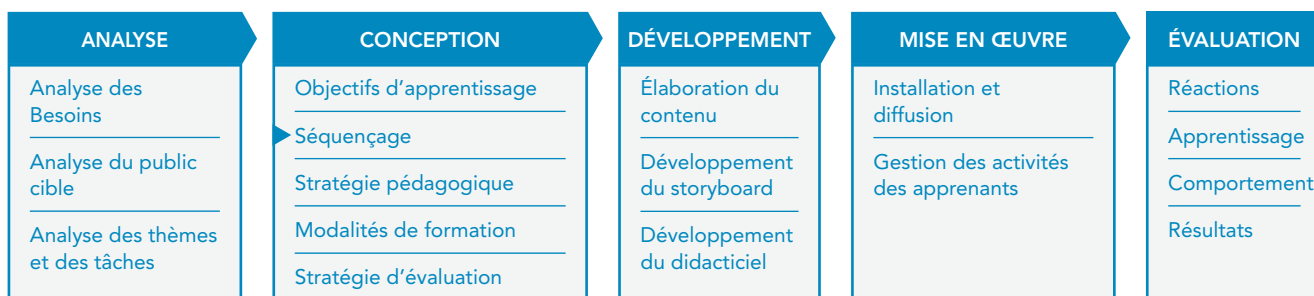 ANALYSE
Analyse des
Besoins
Analyse du public
cible
Analyse des thèmes
et des tâches
CONCEPTION
Objectifs d'apprentissage
Séquençage
Stratégie pédagogique
Modalités de formation
Stratégie d'évaluation
DÉVELOPPEMENT
Élaboration du
contenu
Développement
du storyboard
Développement
du didacticiel
MISE EN ŒUVRE
Installation et
diffusion
Gestion des activités
des apprenants
ÉVALUATION
Réactions
Apprentissage
Comportement
Résultats